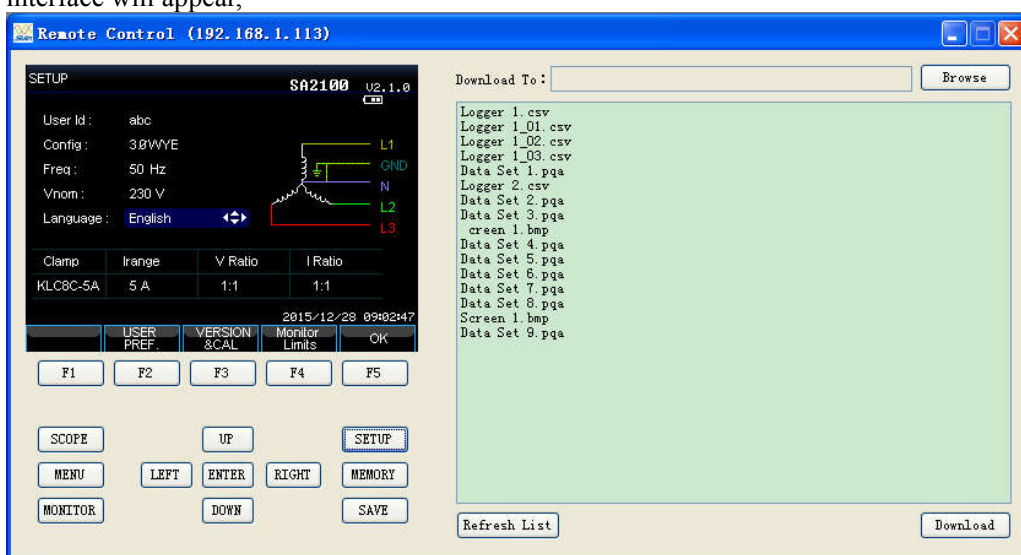 interface will appear,
Remote Control (192.168.1.113)
SETUP
SA2100 V2.1.0
User Id : abc
Config : 3ØWYE
Freq : 50 Hz
Vnom : 230 V
Language : English
L1
GND
N
L2
L3
Clamp Irange V Ratio I Ratio
KLC8C-5A 5 A 1:1 1:1
2015/12/28 09:02:47
USER PREF. VERSION &CAL Monitor Limits OK
F1 F2 F3 F4 F5
SCOPE UP SETUP
MENU LEFT ENTER RIGHT MEMORY
MONITOR DOWN SAVE
Download To: Browse
Logger 1.csv
Logger 1_01.csv
Logger 1_02.csv
Logger 1_03.csv
Data Set 1.pqa
Logger 2.csv
Data Set 2.pqa
Data Set 3.pqa
creen 1.bmp
Data Set 4.pqa
Data Set 5.pqa
Data Set 6.pqa
Data Set 7.pqa
Data Set 8.pqa
Screen 1.bmp
Data Set 9.pqa
Refresh List Download